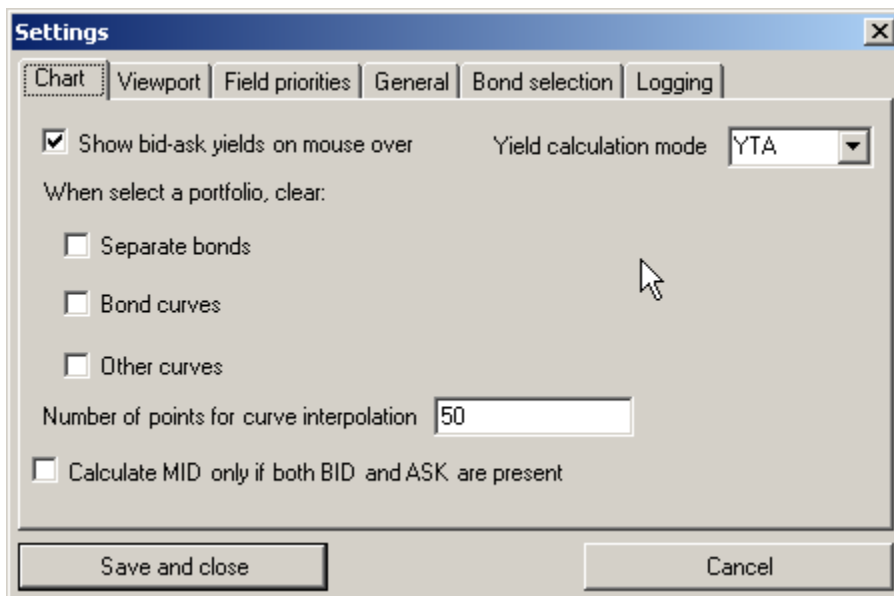 Settings
Chart Viewport Field priorities General Bond selection Logging
Show bid-ask yields on mouse over Yield calculation mode YTA
When select a portfolio, clear:
Separate bonds
Bond curves
Other curves
Number of points for curve interpolation 50
Calculate MID only if both BID and ASK are present
Save and close Cancel